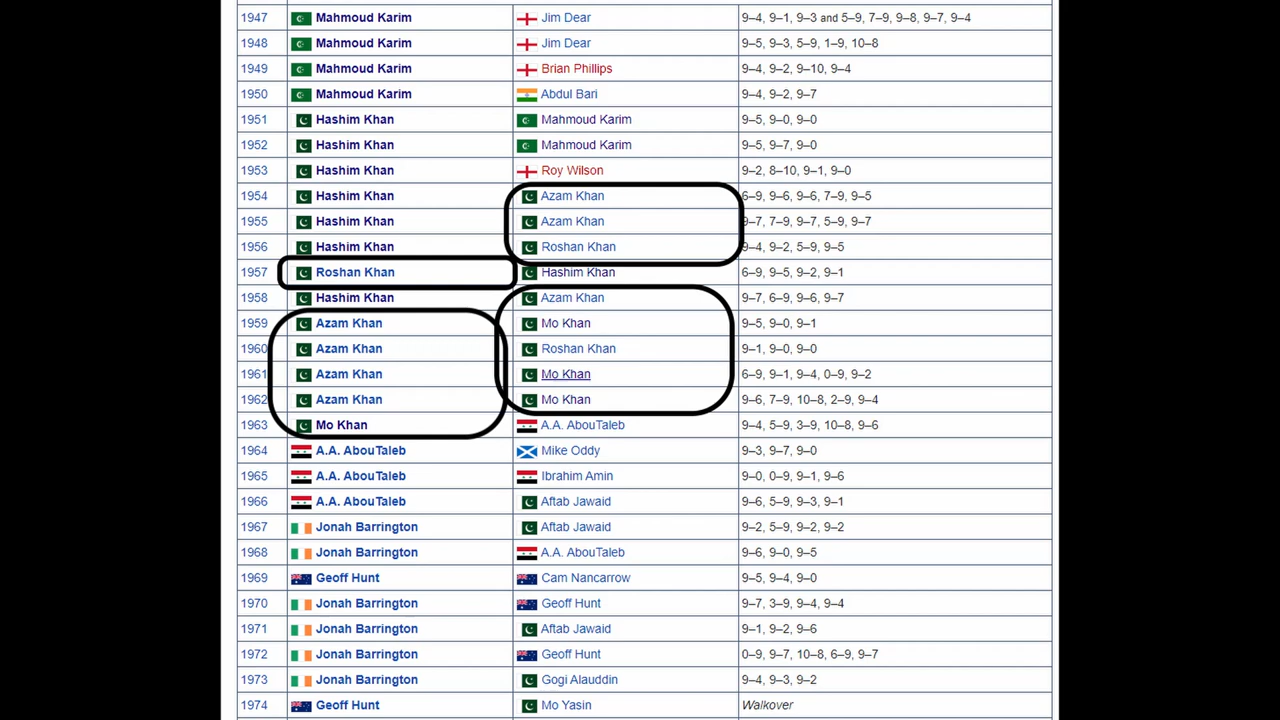 1947 Mahmoud Karim Jim Dear 9–4, 9–1, 9–3 and 5–9, 7–9, 9–8, 9–7, 9–4
1948 Mahmoud Karim Jim Dear 9–5, 9–3, 5–9, 1–9, 10–8
1949 Mahmoud Karim Brian Phillips 9–4, 9–2, 9–10, 9–4
1950 Mahmoud Karim Abdul Bari 9–4, 9–2, 9–7
1951 Hashim Khan Mahmoud Karim 9–5, 9–0, 9–0
1952 Hashim Khan Mahmoud Karim 9–5, 9–7, 9–0
1953 Hashim Khan Roy Wilson 9–2, 8–10, 9–1, 9–0
1954 Hashim Khan Azam Khan 6–9, 9–6, 9–6, 7–9, 9–5
1955 Hashim Khan Azam Khan 9–7, 7–9, 9–7, 5–9, 9–7
1956 Hashim Khan Roshan Khan 9–4, 9–2, 5–9, 9–5
1957 Roshan Khan Hashim Khan 6–9, 9–5, 9–2, 9–1
1958 Hashim Khan Azam Khan 9–7, 6–9, 9–6, 9–7
1959 Azam Khan Mo Khan 9–5, 9–0, 9–1
1960 Azam Khan Roshan Khan 9–1, 9–0, 9–0
1961 Azam Khan Mo Khan 6–9, 9–1, 9–4, 0–9, 9–2
1962 Azam Khan Mo Khan 9–6, 7–9, 10–8, 2–9, 9–4
1963 Mo Khan A.A. AbouTaleb 9–4, 5–9, 3–9, 10–8, 9–6
1964 A.A. AbouTaleb Mike Oddy 9–3, 9–7, 9–0
1965 A.A. AbouTaleb Ibrahim Amin 9–0, 0–9, 9–1, 9–6
1966 A.A. AbouTaleb Aftab Jawaid 9–6, 5–9, 9–3, 9–1
1967 Jonah Barrington Aftab Jawaid 9–2, 5–9, 9–2, 9–2
1968 Jonah Barrington A.A. AbouTaleb 9–6, 9–0, 9–5
1969 Geoff Hunt Cam Nancarrow 9–5, 9–4, 9–0
1970 Jonah Barrington Geoff Hunt 9–7, 3–9, 9–4, 9–4
1971 Jonah Barrington Aftab Jawaid 9–1, 9–2, 9–6
1972 Jonah Barrington Geoff Hunt 0–9, 9–7, 10–8, 6–9, 9–7
1973 Jonah Barrington Gogi Alauddin 9–4, 9–3, 9–2
1974 Geoff Hunt Mo Yasin Walkover